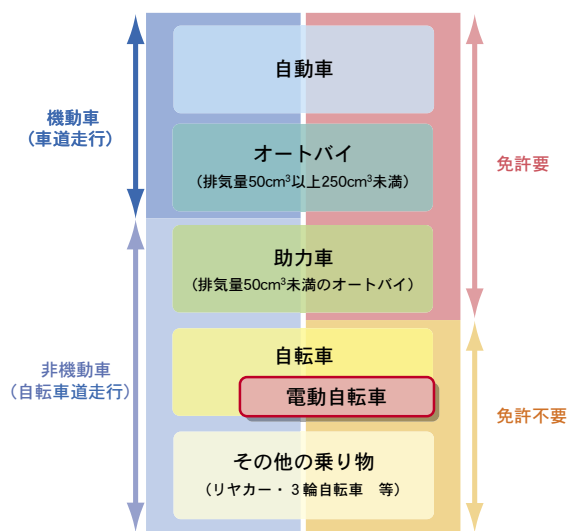 自動車
機動車
（車道走行）
オートバイ
（排気量50cm³以上250cm³未満）
免許要
助力車
（排気量50cm³未満のオートバイ）
自転車
電動自転車
非機動車
（自転車道走行）
免許不要
その他の乗り物
（リヤカー・３輪自転車　等）